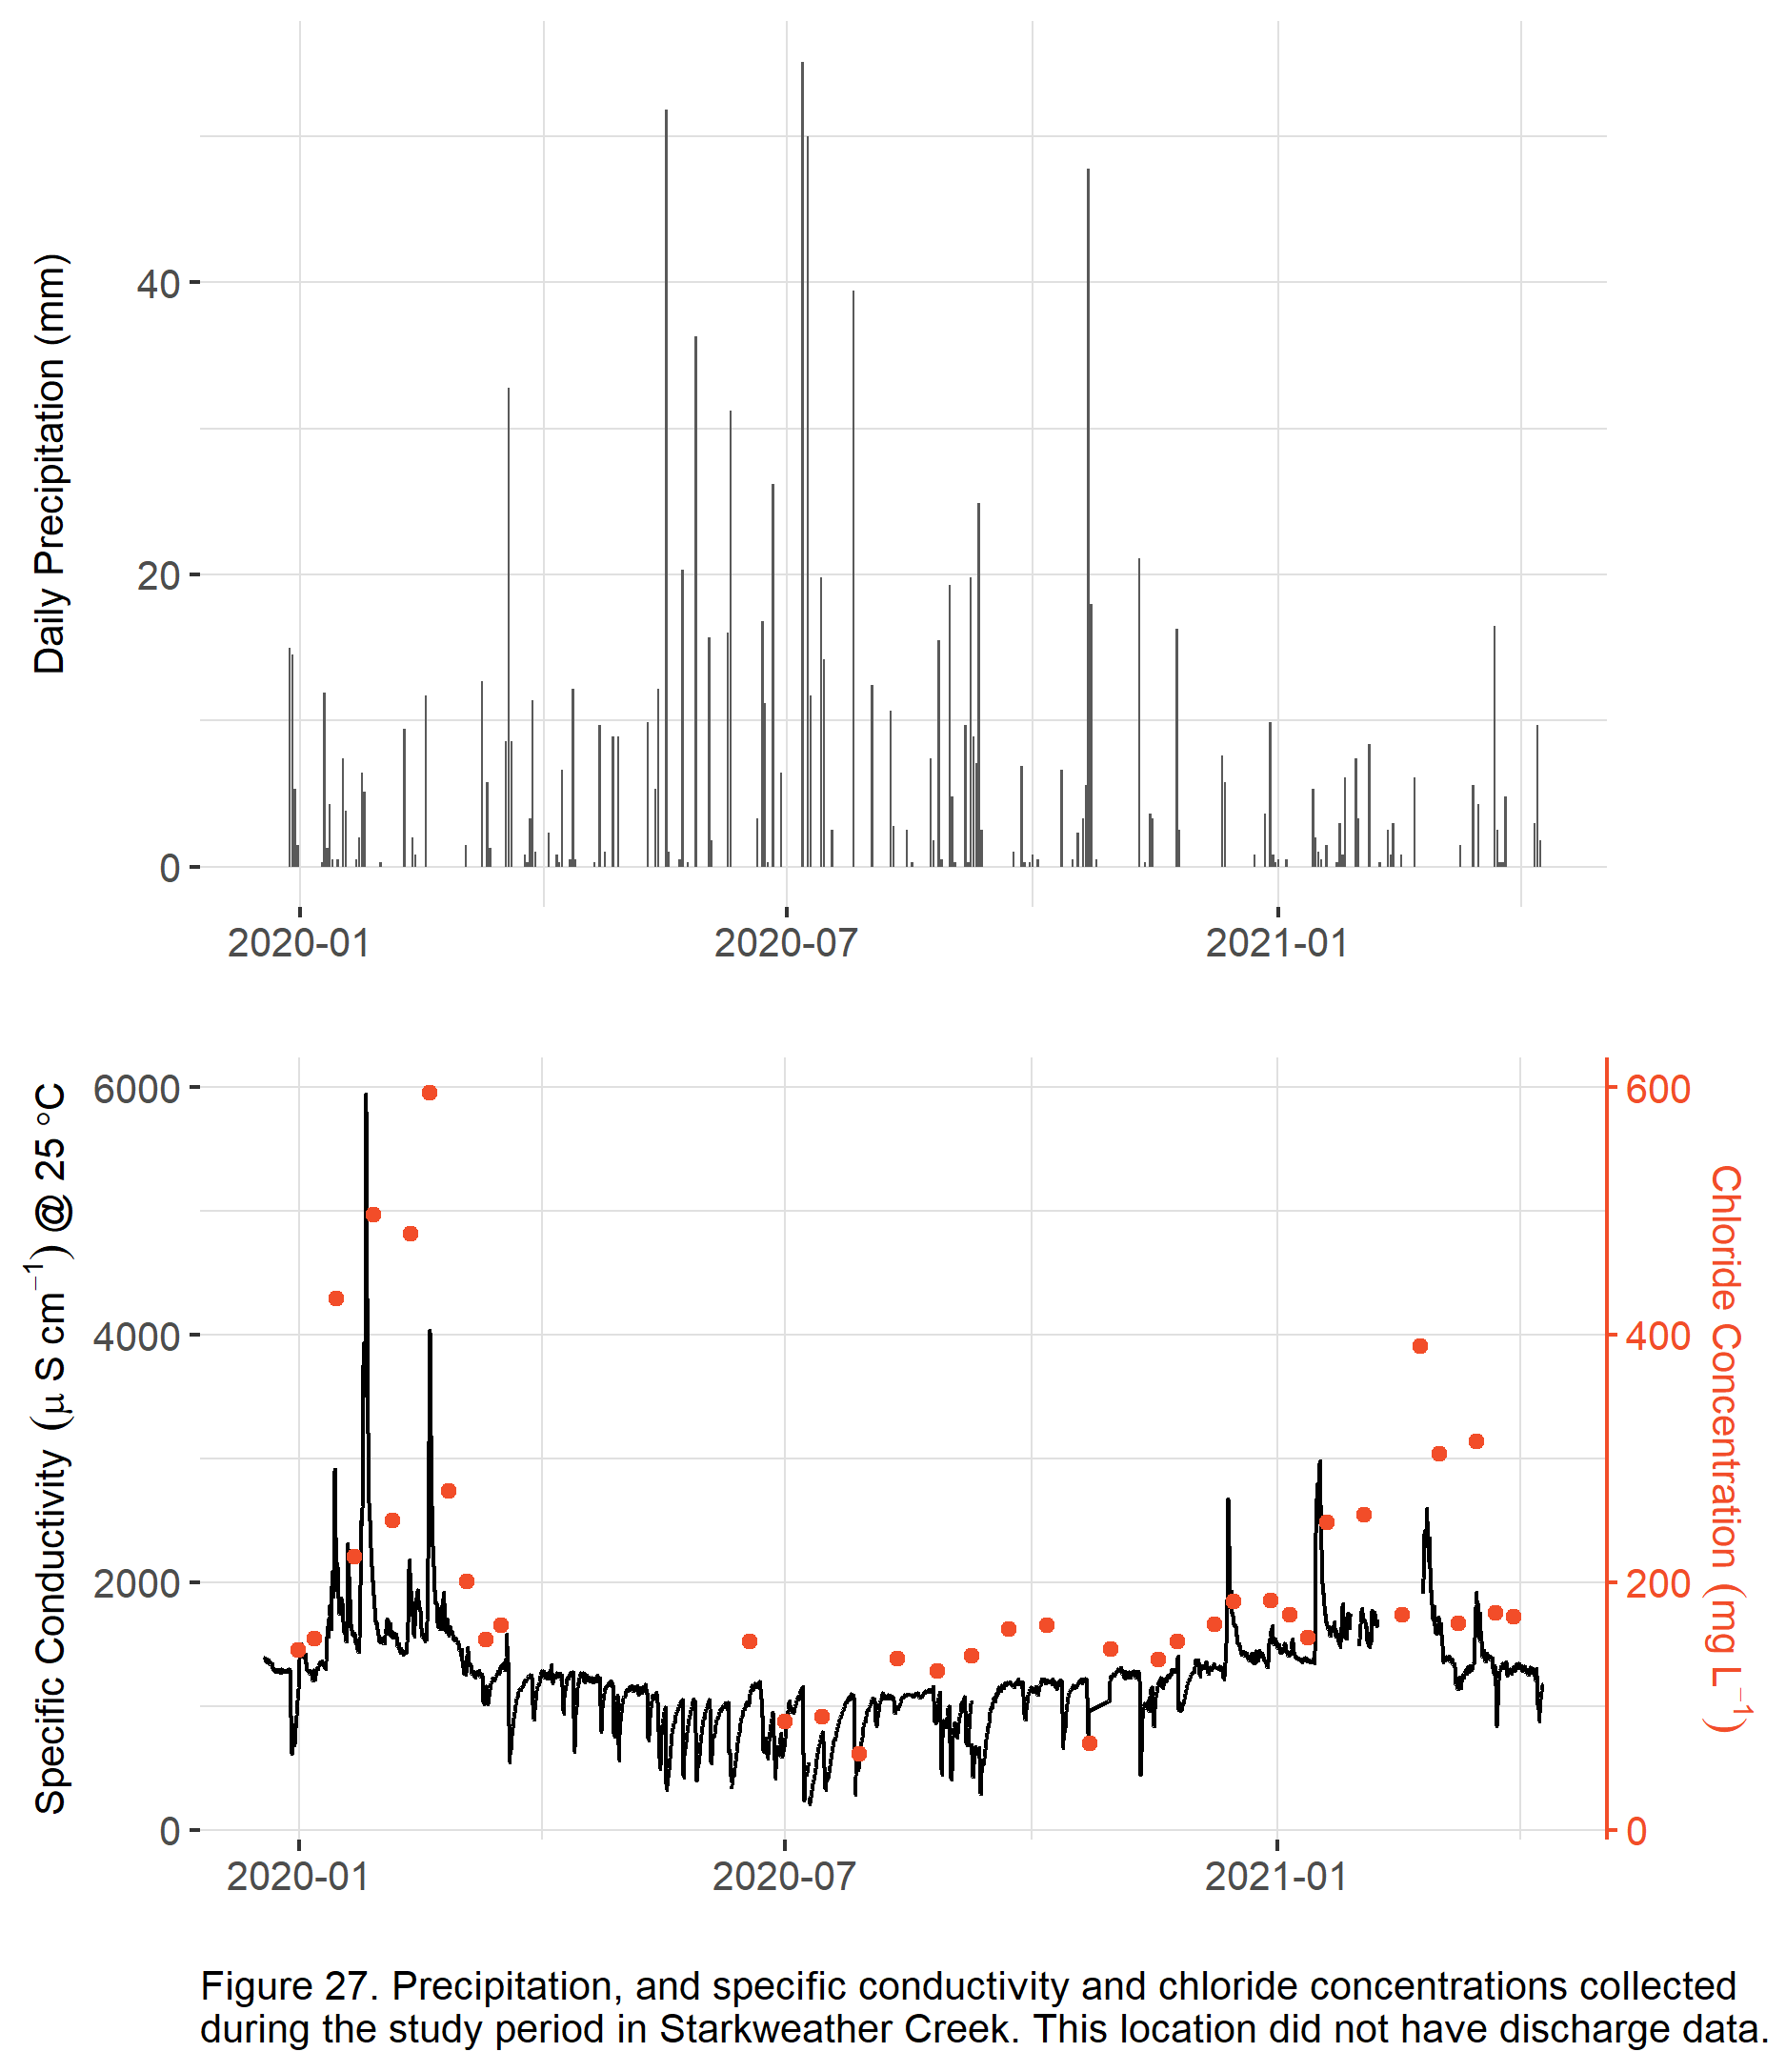 Daily Precipitation (mm)
40
20
0
2020-01 2020-07 2021-01
Specific Conductivity (μ S cm⁻¹) @ 25 °C
6000
4000
2000
0
600
400
200
0
Chloride Concentration (mg L⁻¹)
2020-01 2020-07 2021-01
Figure 27. Precipitation, and specific conductivity and chloride concentrations collected
during the study period in Starkweather Creek. This location did not have discharge data.